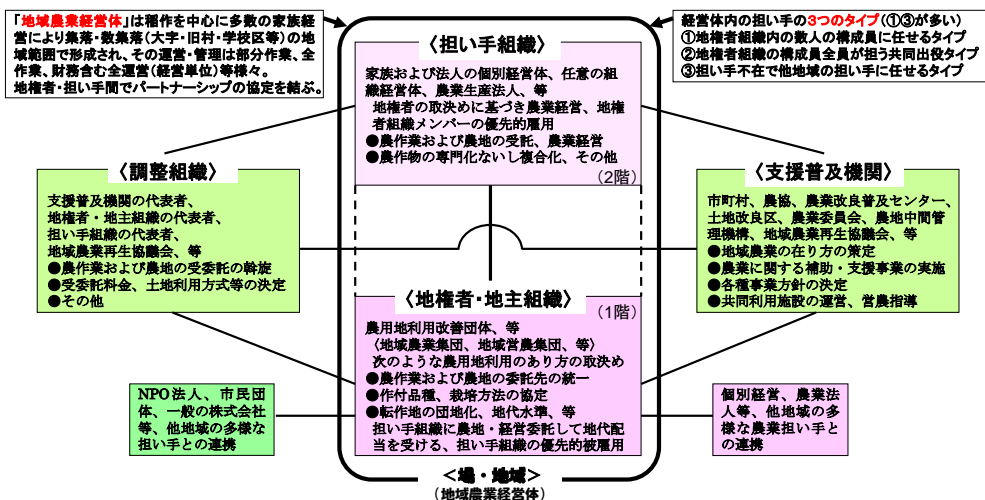 「地域農業経営体」は稲作を中心に多数の家族経
営により集落・数集落(大字・旧村・学校区等)の地
域範囲で形成され、その運営・管理は部分作業、全
作業、財務含む全運営(経営単位)等様々。
地権者・担い手間でパートナーシップの協定を結ぶ。
経営体内の担い手の3つのタイプ(①③が多い)
①地権者組織内の数人の構成員に任せるタイプ
②地権者組織の構成員全員が担う共同出役タイプ
③担い手不在で他地域の担い手に任せるタイプ
〈担い手組織〉
家族および法人の個別経営体、任意の組
織経営体、農業生産法人、等
地権者の取決めに基づき農業経営、地権
者組織メンバーの優先的雇用
●農作業および農地の受託、農業経営
●農作物の専門化ないし複合化、その他
(2階)
〈調整組織〉
支援普及機関の代表者、
地権者・地主組織の代表者、
担い手組織の代表者、
地域農業再生協議会、等
●農作業および農地の受委託の斡旋
●受委託料金、土地利用方式等の決定
●その他
〈支援普及機関〉
市町村、農協、農業改良普及センター、
土地改良区、農業委員会、農地中間管
理機構、地域農業再生協議会、等
●地域農業の在り方の策定
●農業に関する補助・支援事業の実施
●各種事業方針の決定
●共同利用施設の運営、営農指導
〈地権者・地主組織〉
(1階)
農用地利用改善団体、等
〈地域農業集団、地域営農集団、等〉
次のような農用地利用のあり方の取決め
●農作業および農地の委託先の統一
●作付品種、栽培方法の協定
●転作地の団地化、地代水準、等
担い手組織に農地・経営委託して地代配
当を受ける、担い手組織の優先的被雇用
NPO法人、市民団
体、一般の株式会社
等、他地域の多様な
担い手との連携
個別経営、農業法
人等、他地域の多
様な農業担い手と
の連携
＜場・地域＞
(地域農業経営体)